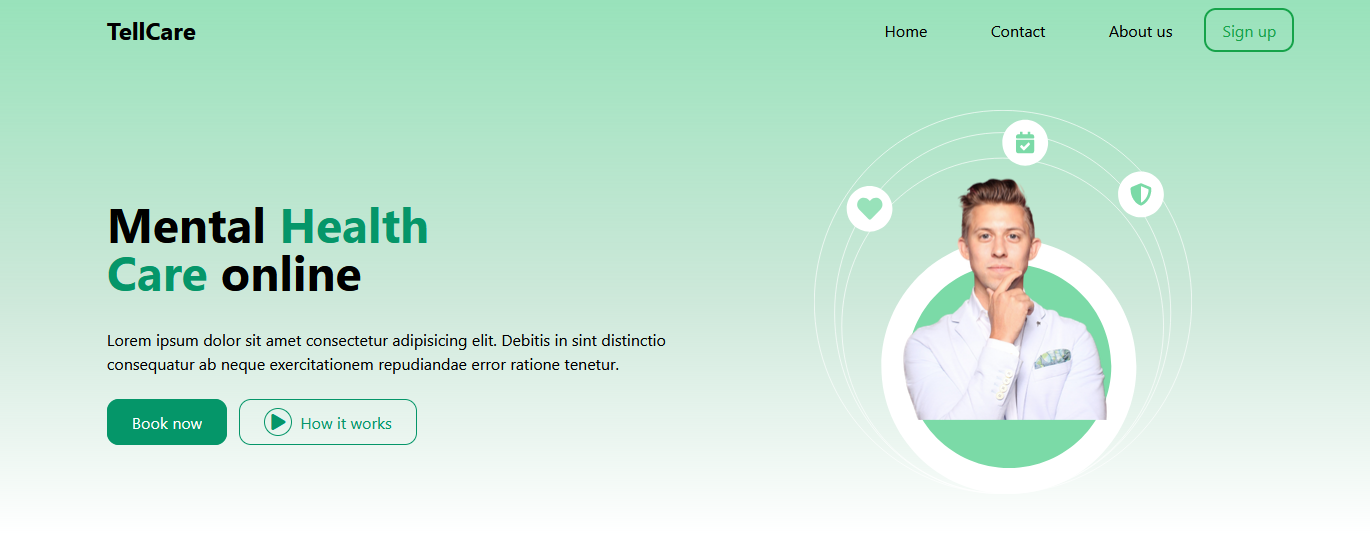 TellCare
Home
Contact
About us
Sign up
Mental Health
Care online
Lorem ipsum dolor sit amet consectetur adipisicing elit. Debitis in sint distinctio
consequatur ab neque exercitationem repudiandae error ratione tenetur.
Book now
How it works